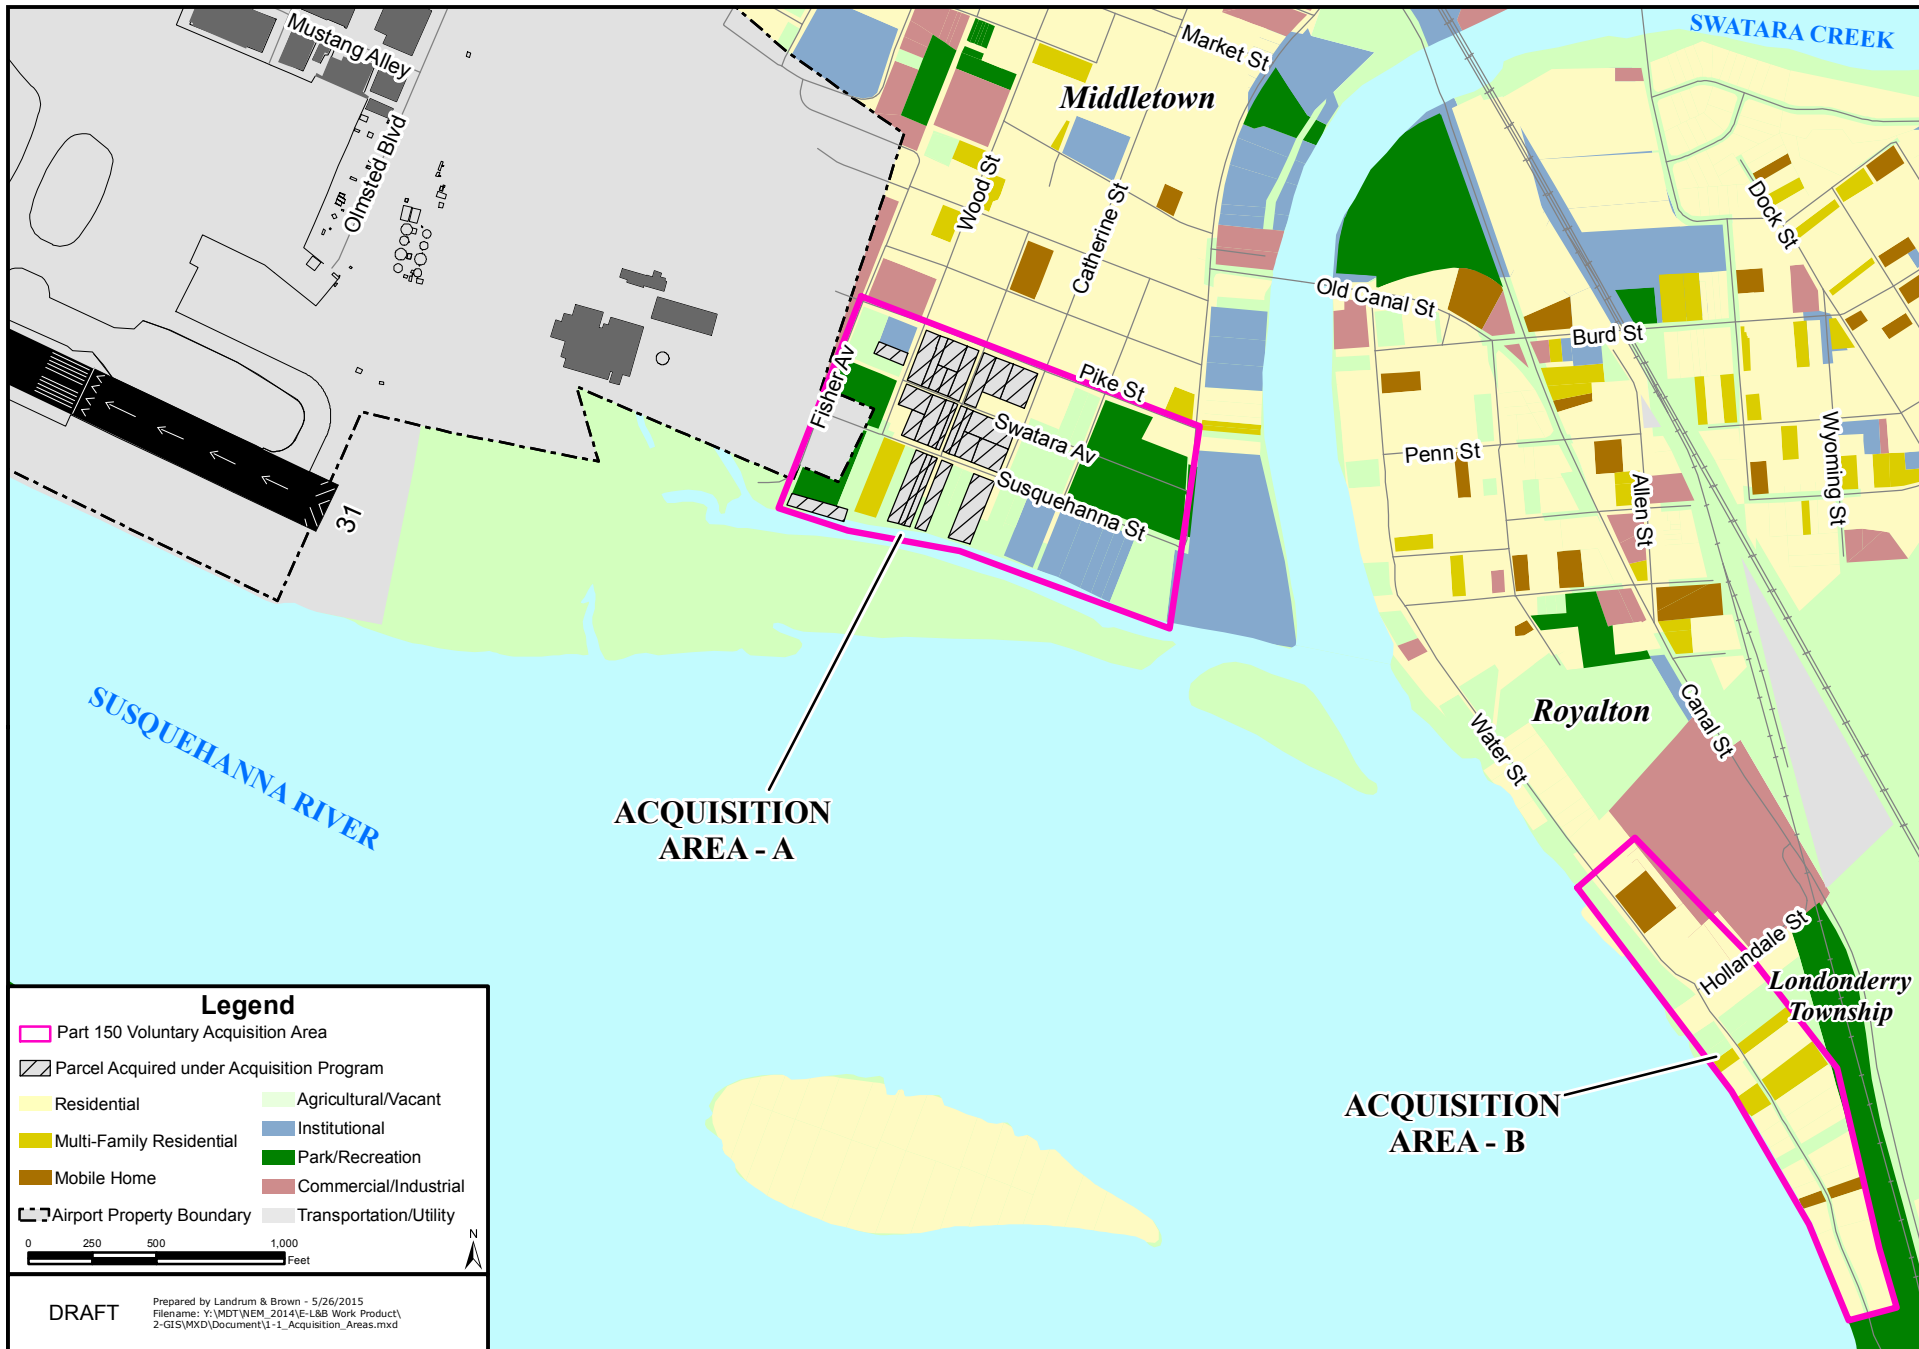 Mustang Alley
Olmsted Blvd
31
Market St
SWATARA CREEK
Middletown
Wood St
Catherine St
Dock St
Old Canal St
Burd St
Fisher Av
Pike St
Swatara Av
Susquehanna St
Penn St
Allen St
Wyoming St
Royalton
Canal St
Water St
SUSQUEHANNA RIVER
ACQUISITION
AREA - A
Hollandale St
Londonderry
Township
ACQUISITION
AREA - B
Legend
Part 150 Voluntary Acquisition Area
Parcel Acquired under Acquisition Program
Residential
Multi-Family Residential
Mobile Home
Airport Property Boundary
Agricultural/Vacant
Institutional
Park/Recreation
Commercial/Industrial
Transportation/Utility
0 250 500 1,000
Feet
N
DRAFT
Prepared by Landrum & Brown - 5/26/2015
Filename: Y:\MDT\NEM_2014\E-L&B Work Product\
2-GIS\MXD\Document\1-1_Acquisition_Areas.mxd